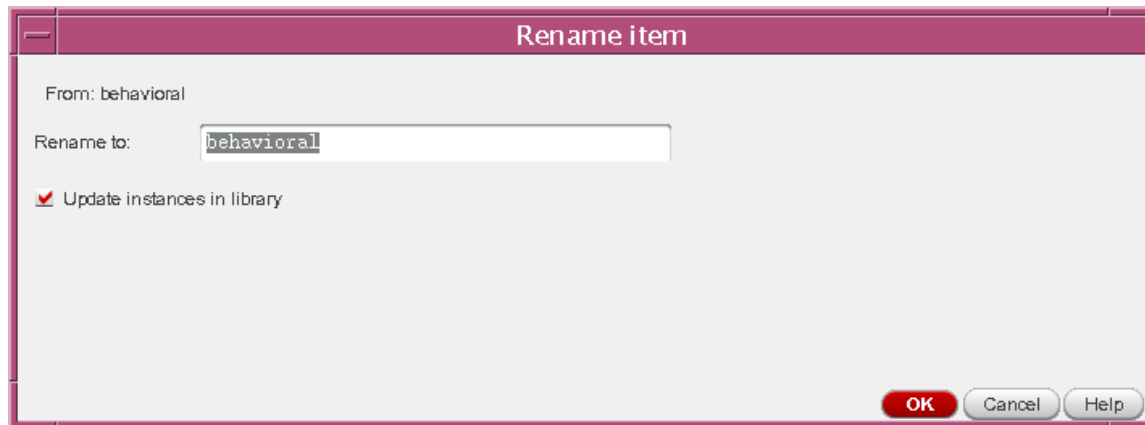 Rename item
From: behavioral
Rename to: behavioral
Update instances in library
OK Cancel Help